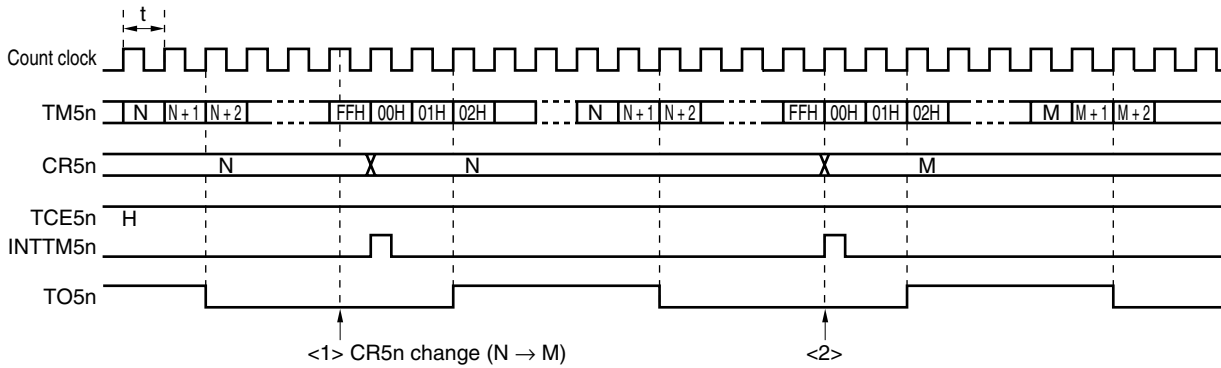 t
Count clock
TM5n N N + 1 N + 2 FFH 00H 01H 02H N N + 1 N + 2 FFH 00H 01H 02H M M + 1 M + 2
CR5n N N M
TCE5n H
INTTM5n
TO5n
<1> CR5n change (N → M) <2>